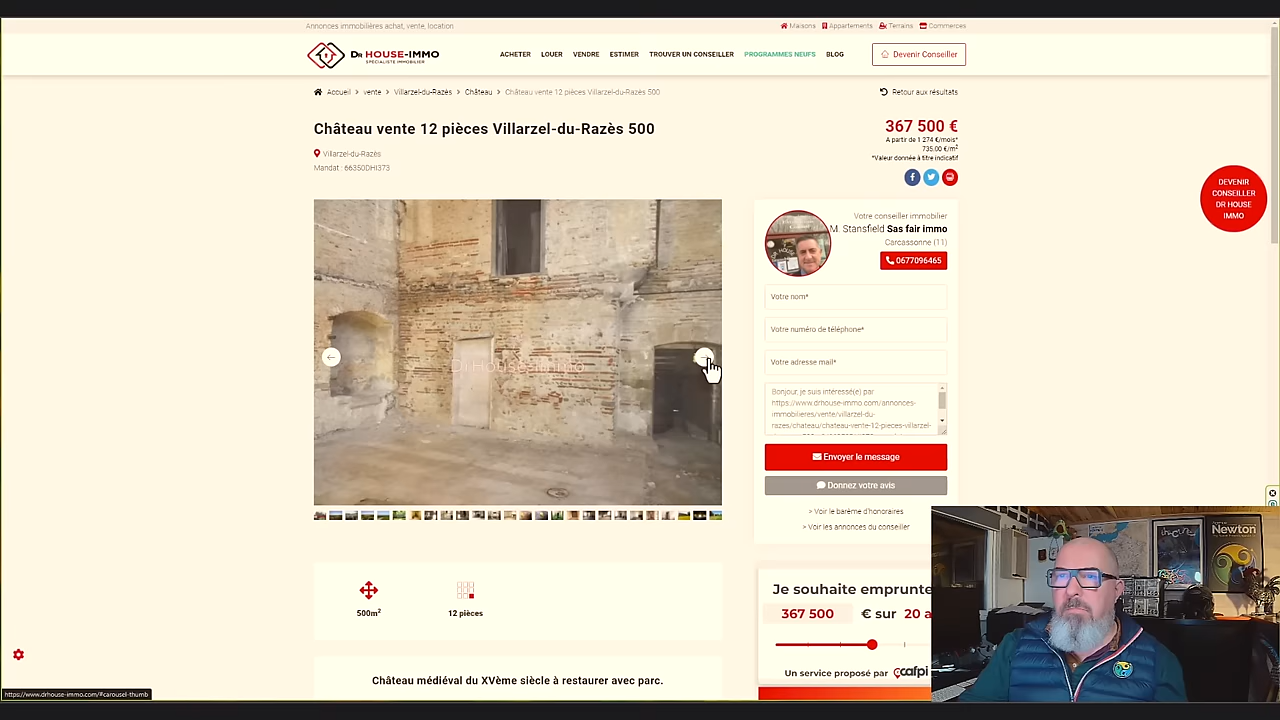 Annonces immobilières achat, vente, location
Maisons Appartements Terrains Commerces
DR HOUSE-IMMO
SPÉCIALISTE IMMOBILIER
ACHETER LOUER VENDRE ESTIMER TROUVER UN CONSEILLER PROGRAMMES NEUFS BLOG
Devenir Conseiller
Accueil > vente > Villarzel-du-Razès > Château > Château vente 12 pièces Villarzel-du-Razès 500
Retour aux résultats
Château vente 12 pièces Villarzel-du-Razès 500
367 500 €
A partir de 1 274 €/mois*
735.00 €/m²
*Valeur donnée à titre indicatif
Villarzel-du-Razès
Mandat : 66350DHI373
DEVENIR
CONSEILLER
DR HOUSE
IMMO
Dr House-immo
Votre conseiller immobilier
M. Stansfield Sas fair immo
Carcassonne (11)
0677096465
Votre nom*
Votre numéro de téléphone*
Votre adresse mail*
Bonjour, je suis intéressé(e) par
https://www.drhouse-immo.com/annonces-
immobilieres/vente/villarzel-du-
razes/chateau/chateau-vente-12-pieces-villarzel-
Envoyer le message
Donnez votre avis
> Voir le barème d'honoraires
> Voir les annonces du conseiller
500m²
12 pièces
Je souhaite emprunte
367 500 € sur 20 a
Un service proposé par cafpi
Château médiéval du XVème siècle à restaurer avec parc.
https://www.drhouse-immo.com/#carousel-thumb
Newton